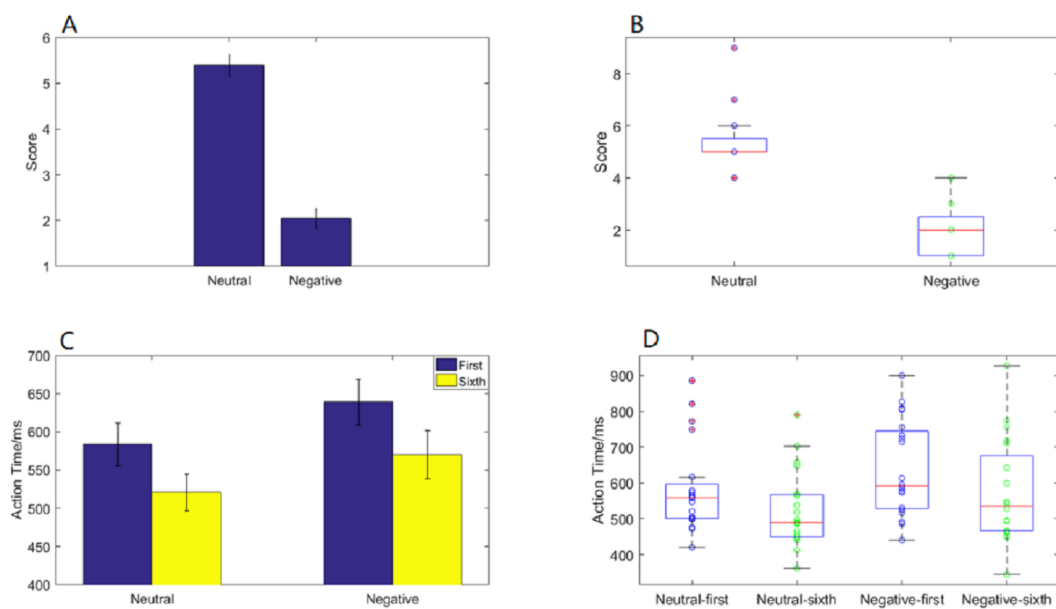 A
6
5
4
3
2
1
Score
Neutral Negative
B
8
6
4
2
Score
Neutral Negative
C
700
650
600
550
500
450
400
Action Time/ms
First
Sixth
Neutral Negative
D
900
800
700
600
500
400
Action Time/ms
Neutral-first Neutral-sixth Negative-first Negative-sixth